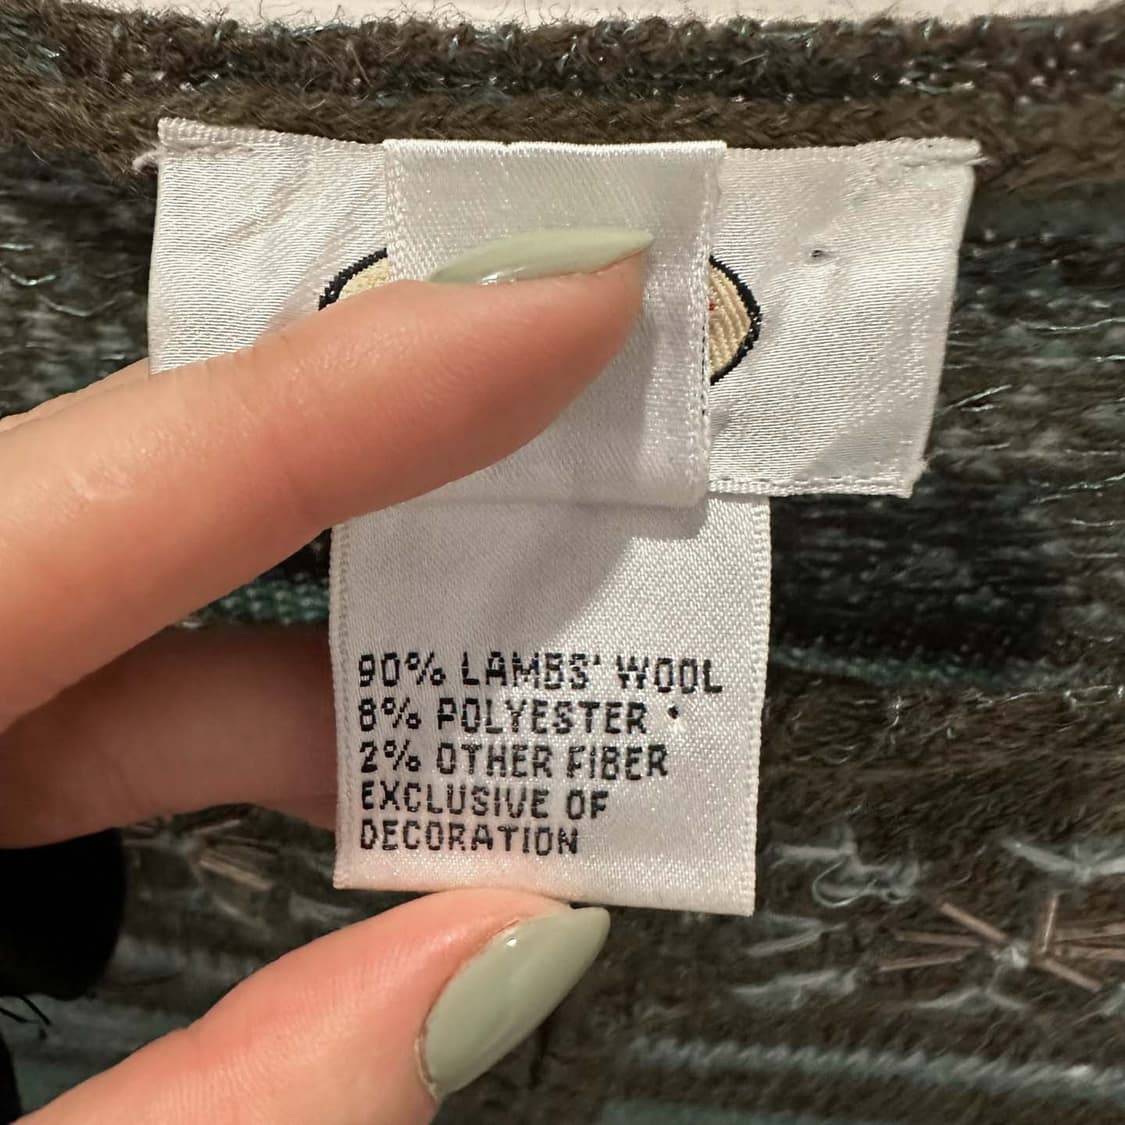 90% LAMBS' WOOL
8% POLYESTER
2% OTHER FIBER
EXCLUSIVE OF
DECORATION